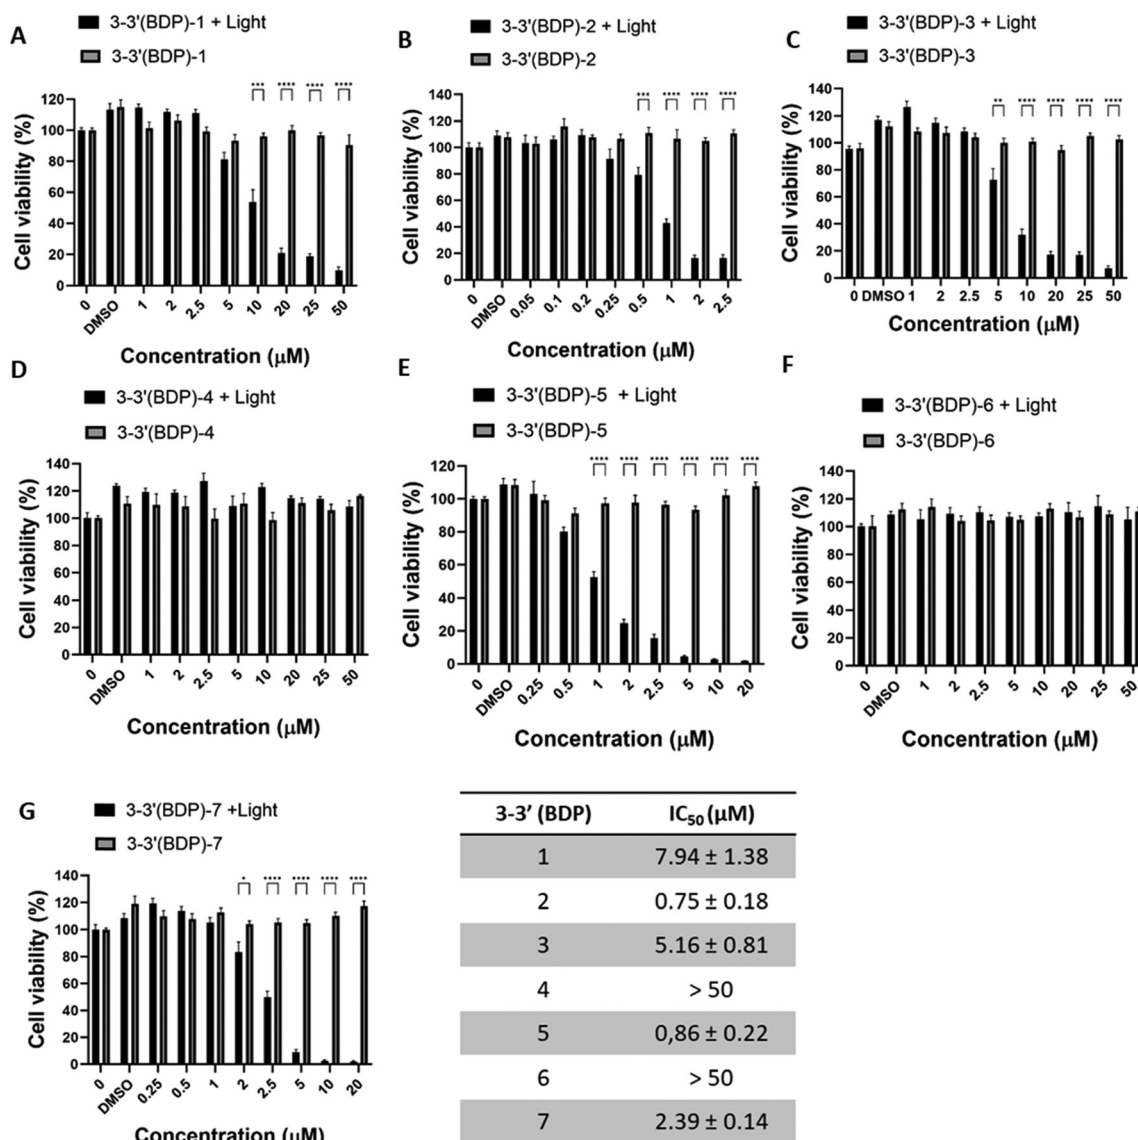 A
3-3'(BDP)-1 + Light
3-3'(BDP)-1
*** **** **** ****
120
100
80
60
40
20
0
Cell viability (%)
0 DMSO 1 2 2.5 5 10 20 25 50
Concentration (μM)
B
3-3'(BDP)-2 + Light
3-3'(BDP)-2
*** **** **** ****
140
120
100
80
60
40
20
0
Cell viability (%)
0 DMSO 0.05 0.1 0.2 0.25 0.5 1 2 2.5
Concentration (μM)
C
3-3'(BDP)-3 + Light
3-3'(BDP)-3
** **** **** **** ****
140
120
100
80
60
40
20
0
Cell viability (%)
0 DMSO 1 2 2.5 5 10 20 25 50
Concentration (μM)
D
3-3'(BDP)-4 + Light
3-3'(BDP)-4
140
120
100
80
60
40
20
0
Cell viability (%)
0 DMSO 1 2 2.5 5 10 20 25 50
Concentration (μM)
E
3-3'(BDP)-5 + Light
3-3'(BDP)-5
**** **** **** **** **** ****
120
100
80
60
40
20
0
Cell viability (%)
0 DMSO 0.25 0.5 1 2 2.5 5 10 20
Concentration (μM)
F
3-3'(BDP)-6 + Light
3-3'(BDP)-6
140
120
100
80
60
40
20
0
Cell viability (%)
0 DMSO 1 2 2.5 5 10 20 25 50
Concentration (μM)
G
3-3'(BDP)-7 +Light
3-3'(BDP)-7
* **** **** **** ****
140
120
100
80
60
40
20
0
Cell viability (%)
0 DMSO 0.25 0.5 1 2 2.5 5 10 20
Concentration (μM)
3-3' (BDP) IC50 (μM)
1 7.94 ± 1.38
2 0.75 ± 0.18
3 5.16 ± 0.81
4 > 50
5 0,86 ± 0.22
6 > 50
7 2.39 ± 0.14